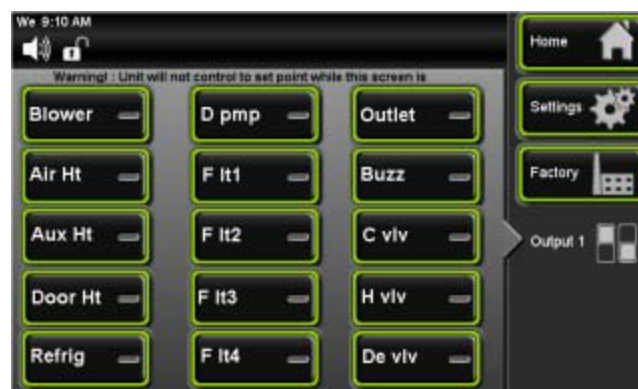 We 9:10 AM
Warning! : Unit will not control to set point while this screen is
Blower
D pmp
Outlet
Air Ht
F lt1
Buzz
Aux Ht
F lt2
C vlv
Door Ht
F lt3
H vlv
Refrig
F lt4
De vlv
Home
Settings
Factory
Output 1